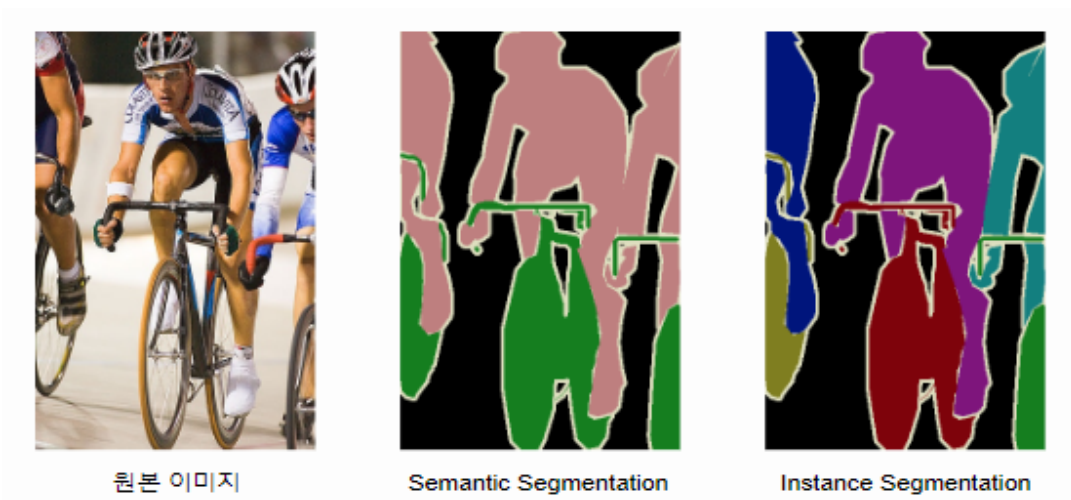 원본 이미지
Semantic Segmentation
Instance Segmentation